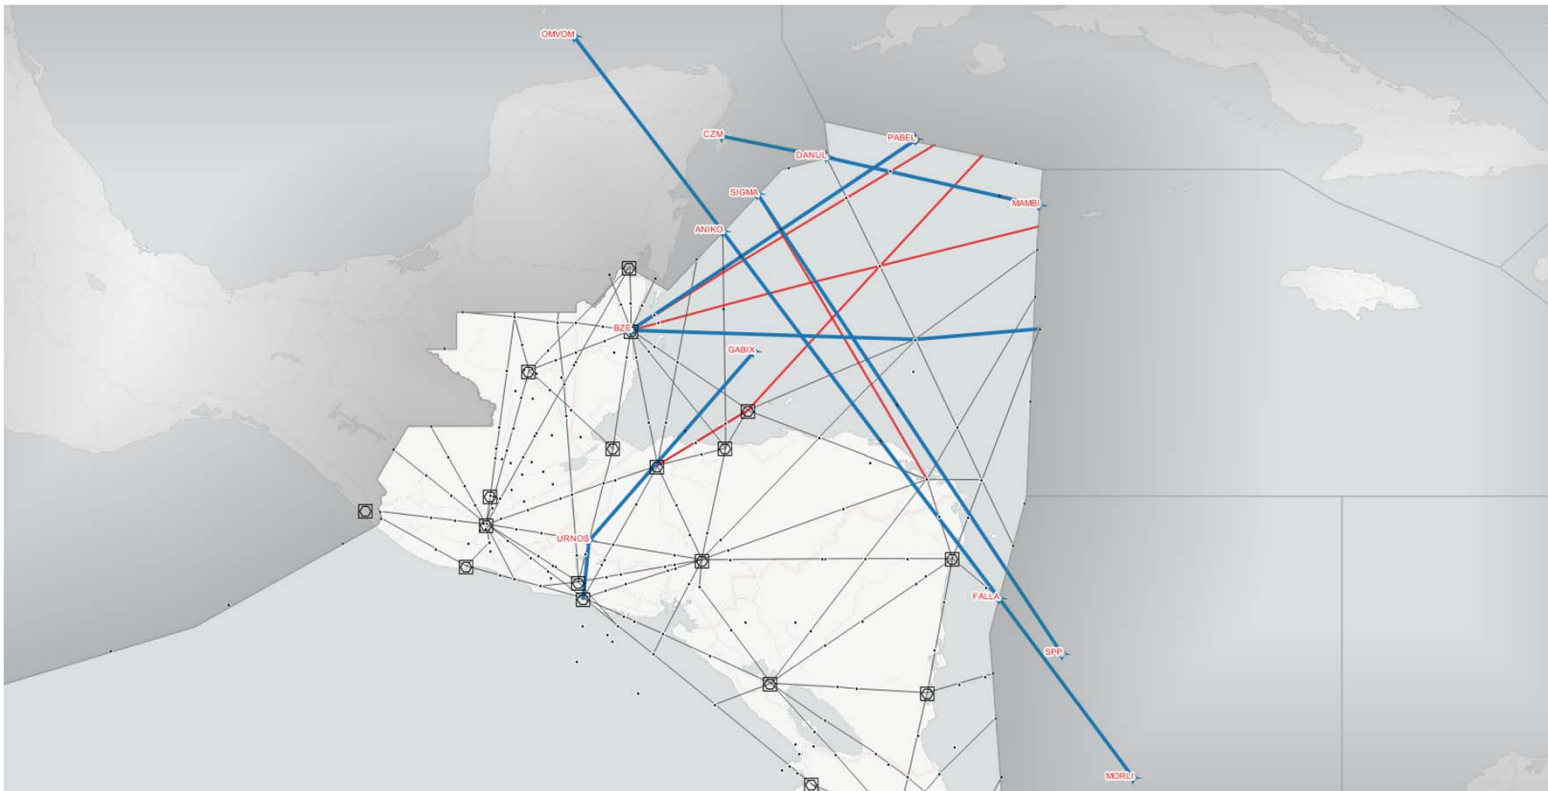 OMVOM
CZM
PABEL
DANUL
SIGMA
MAMBI
ANIKO
BZE
GABIX
URNOS
FALLA
SPP
MORLI